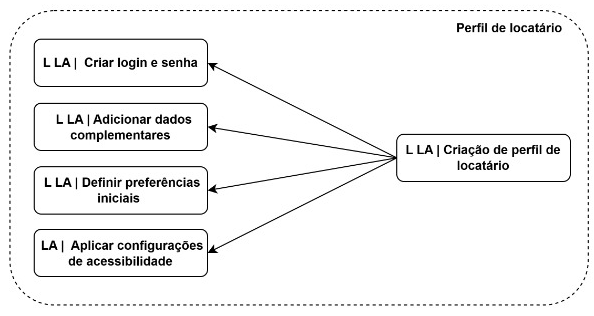 Perfil de locatário
L LA | Criar login e senha
L LA | Adicionar dados
complementares
L LA | Definir preferências
iniciais
LA | Aplicar configurações
de acessibilidade
L LA | Criação de perfil de
locatário